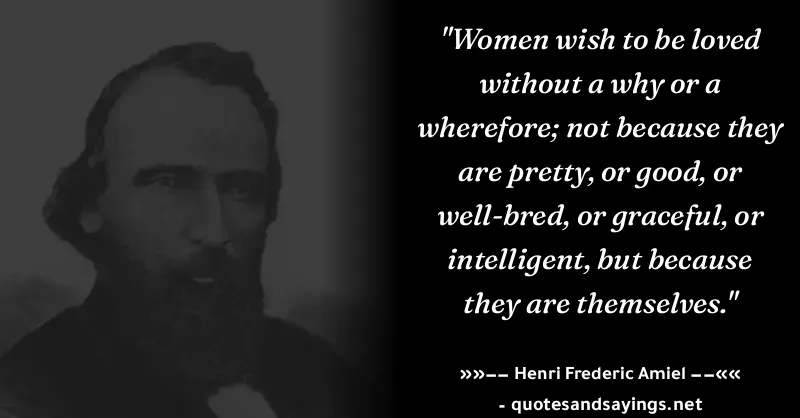 "Women wish to be loved
without a why or a
wherefore; not because they
are pretty, or good, or
well-bred, or graceful, or
intelligent, but because
they are themselves."
»»−− Henri Frederic Amiel −−««
- quotesandsayings.net